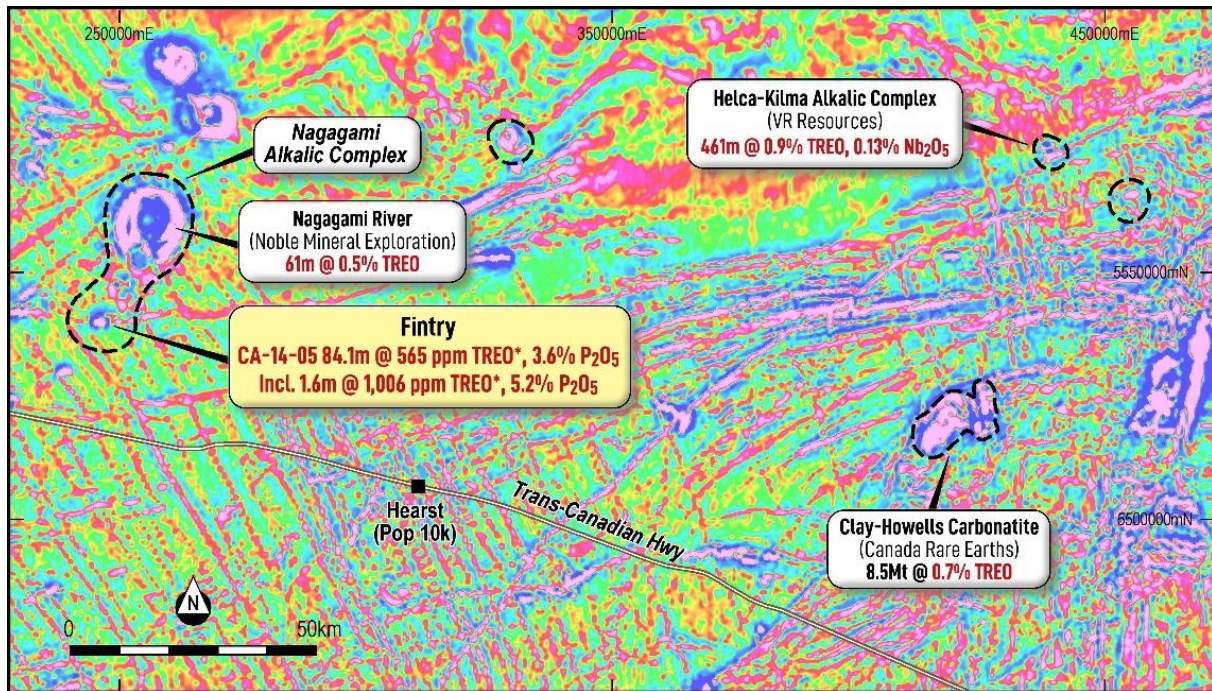 250000mE
350000mE
450000mE
Nagagami
Alkalic Complex
Helca-Kilma Alkalic Complex
(VR Resources)
461m @ 0.9% TREO, 0.13% Nb₂O₅
Nagagami River
(Noble Mineral Exploration)
61m @ 0.5% TREO
5550000mN
Fintry
CA-14-05 84.1m @ 565 ppm TREO*, 3.6% P₂O₅
Incl. 1.6m @ 1,006 ppm TREO*, 5.2% P₂O₅
Hearst
(Pop 10k)
Trans-Canadian Hwy
5500000mN
Clay-Howells Carbonatite
(Canada Rare Earths)
8.5Mt @ 0.7% TREO
N
0 50km